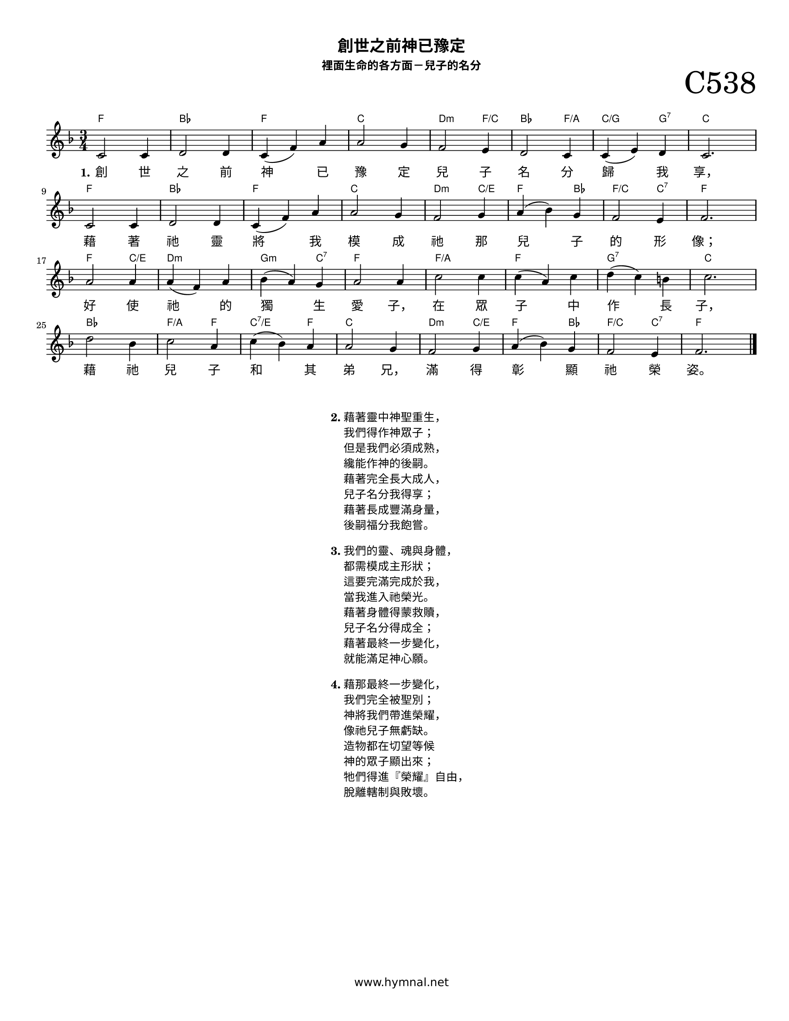 創世之前神已豫定
裡面生命的各方面－兒子的名分
C538
F B♭ F C Dm F/C B♭ F/A C/G G7 C
1. 創 世 之 前 神 已 豫 定 兒 子 名 分 歸 我 享，
F B♭ F C Dm C/E F B♭ F/C C7 F
9
藉 著 祂 靈 將 我 模 成 祂 那 兒 子 的 形 像；
F C/E Dm Gm C7 F F/A F G7 C
17
好 使 祂 的 獨 生 愛 子， 在 眾 子 中 作 長 子，
B♭ F/A F C7/E F C Dm C/E F B♭ F/C C7 F
25
藉 祂 兒 子 和 其 弟 兄， 滿 得 彰 顯 祂 榮 姿。
2. 藉著靈中神聖重生，
我們得作神眾子；
但是我們必須成熟，
纔能作神的後嗣。
藉著完全長大成人，
兒子名分我得享；
藉著長成豐滿身量，
後嗣福分我飽嘗。
3. 我們的靈、魂與身體，
都需模成主形狀；
這要完滿完成於我，
當我進入祂榮光。
藉著身體得蒙救贖，
兒子名分得成全；
藉著最終一步變化，
就能滿足神心願。
4. 藉那最終一步變化，
我們完全被聖別；
神將我們帶進榮耀，
像祂兒子無虧缺。
造物都在切望等候
神的眾子顯出來；
牠們得進『榮耀』自由，
脫離轄制與敗壞。
www.hymnal.net